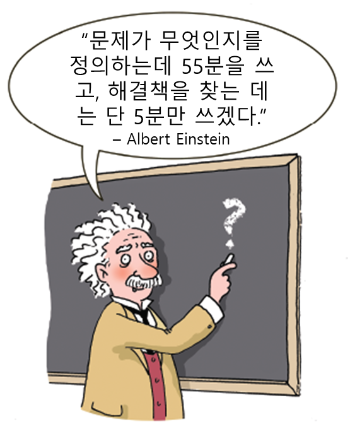 “문제가 무엇인지를
정의하는데 55분을 쓰
고, 해결책을 찾는 데
는 단 5분만 쓰겠다.”
– Albert Einstein
?